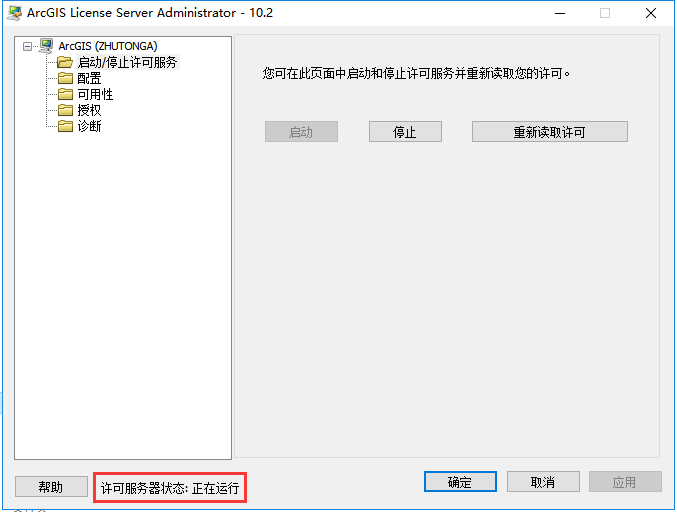 ArcGIS License Server Administrator - 10.2
ArcGIS (ZHUTONGA)
启动/停止许可服务
配置
可用性
授权
诊断
您可在此页面中启动和停止许可服务并重新读取您的许可。
启动
停止
重新读取许可
帮助
许可服务器状态: 正在运行
确定
取消
应用